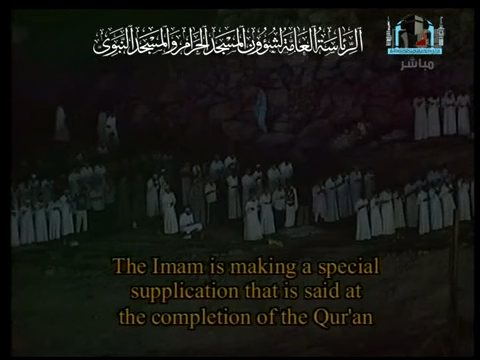 الرئاسة العامة لشؤون المسجد الحرام والمسجد النبوي
مباشر
The Imam is making a special
supplication that is said at
the completion of the Qur'an